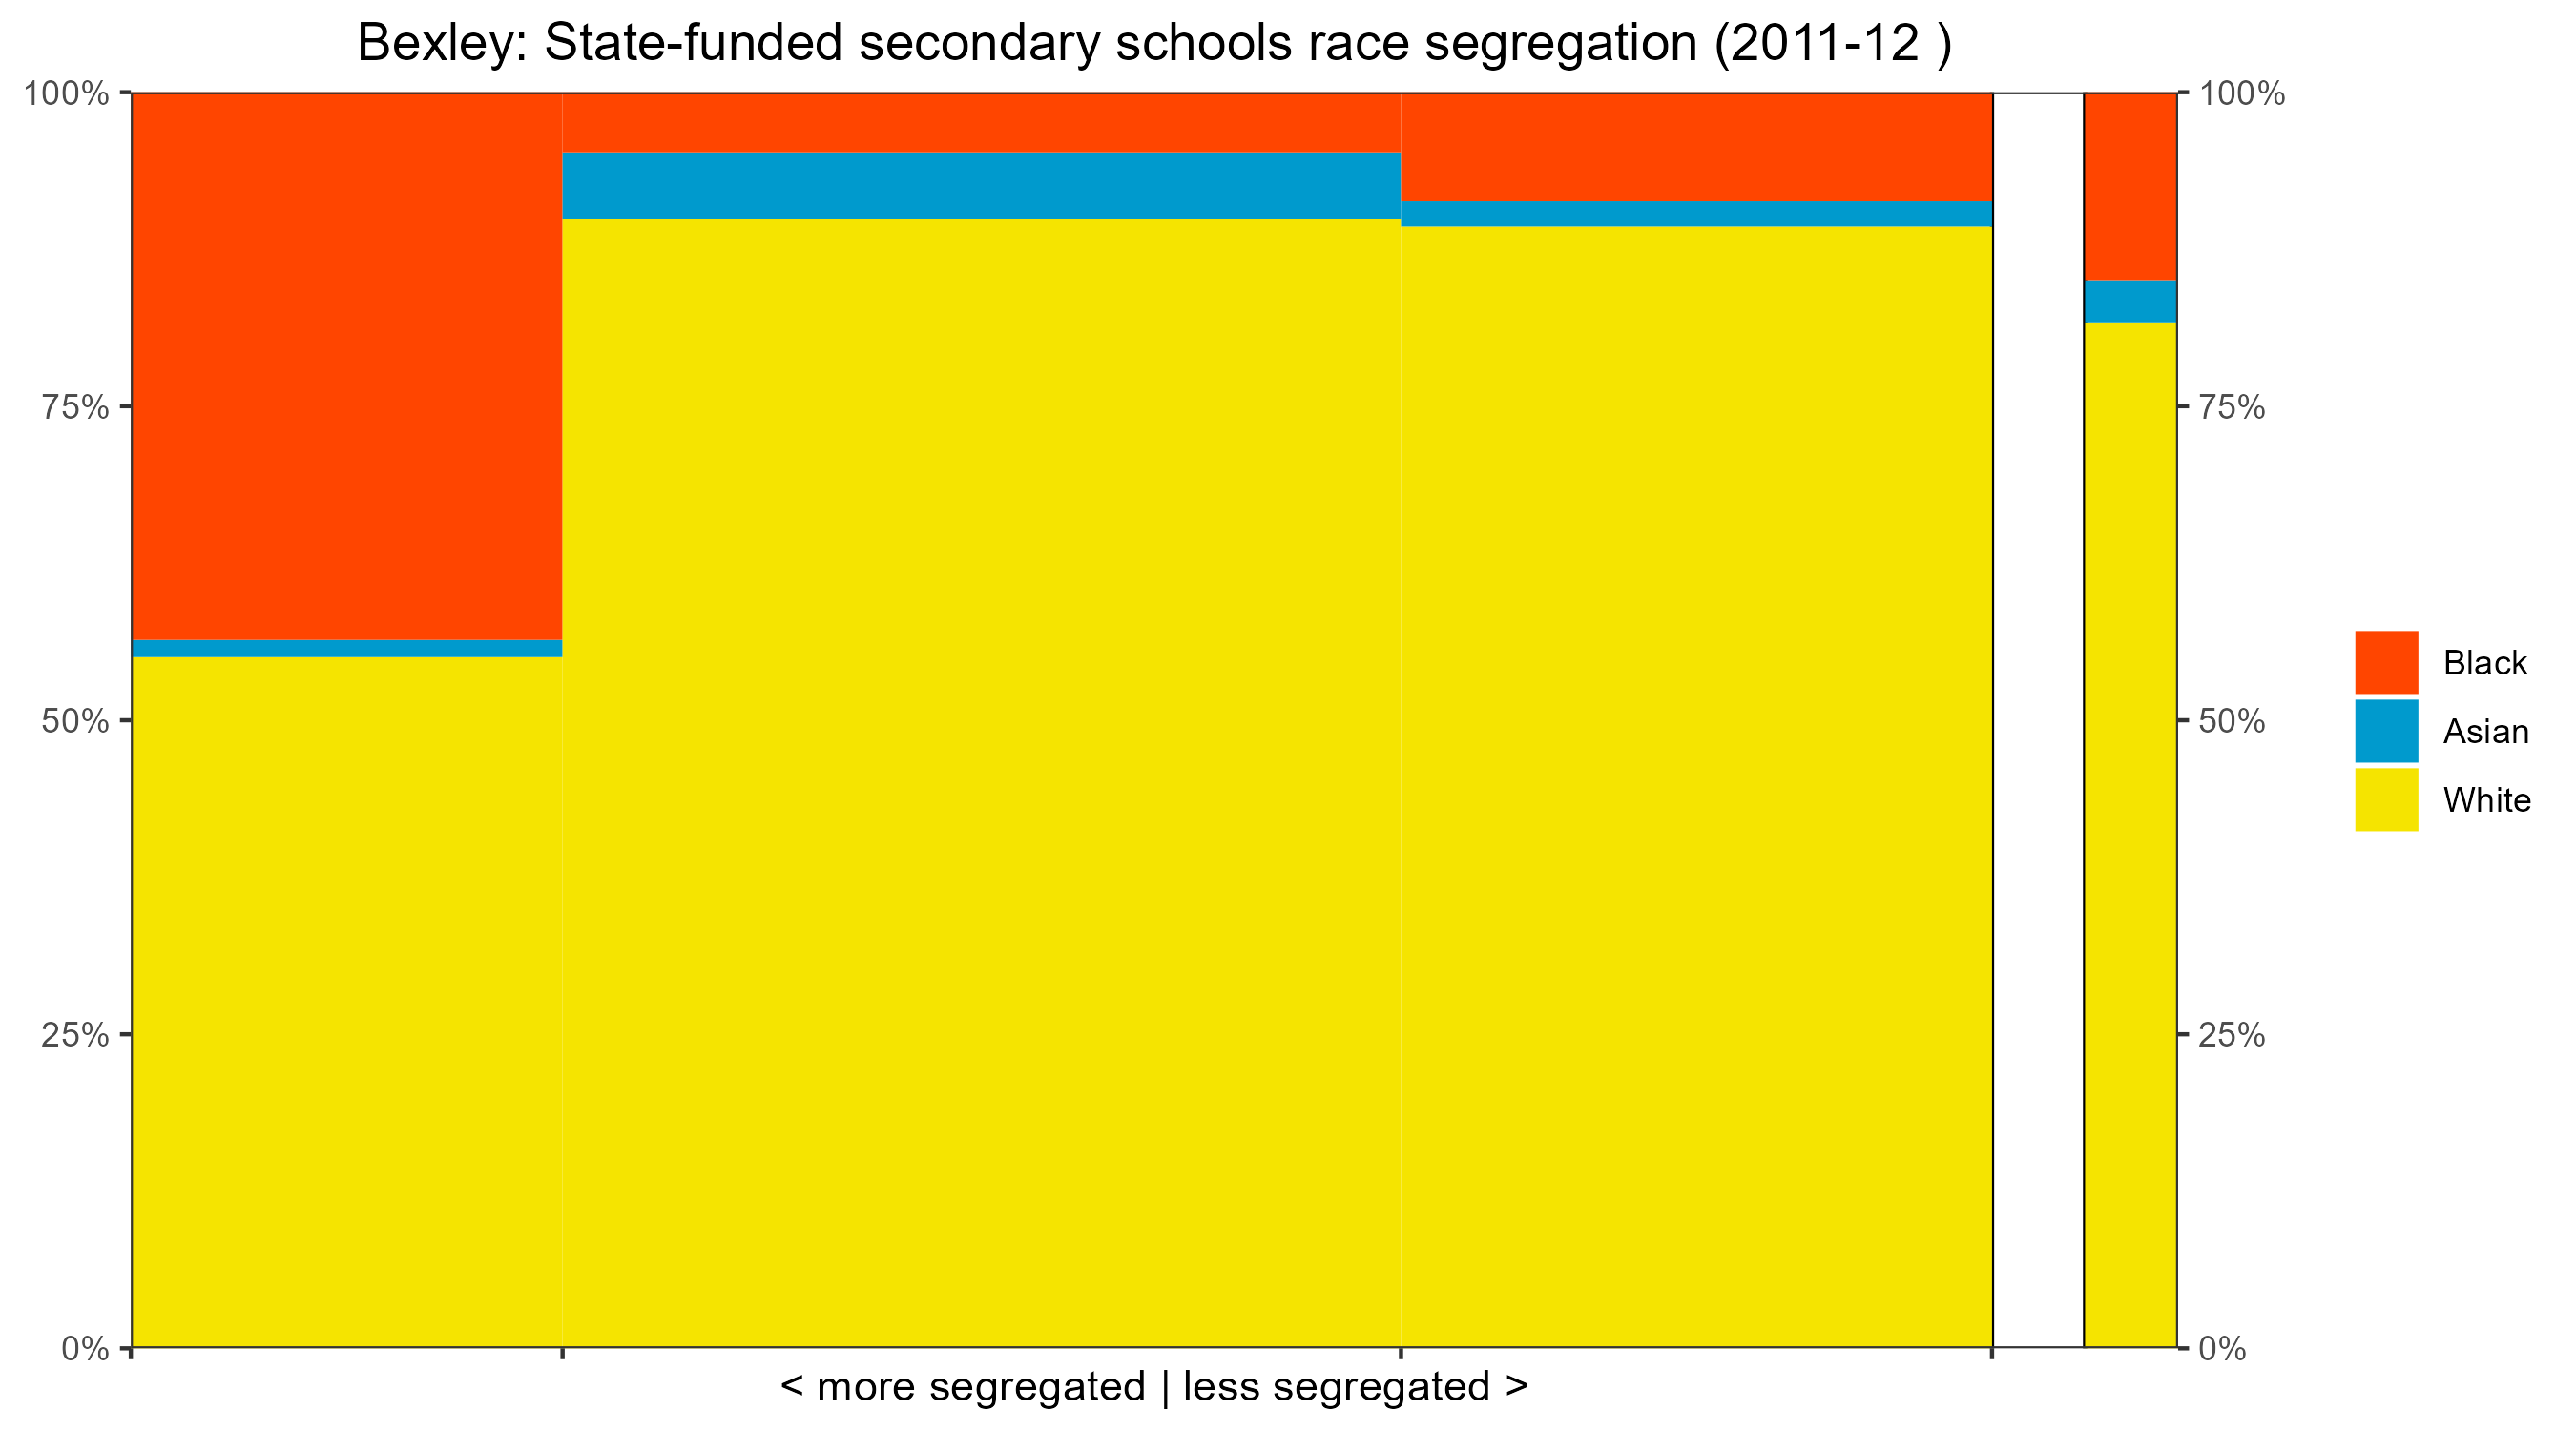 Bexley: State-funded secondary schools race segregation (2011-12 )
100%
75%
50%
25%
0%
100%
75%
50%
25%
0%
< more segregated | less segregated >
Black
Asian
White